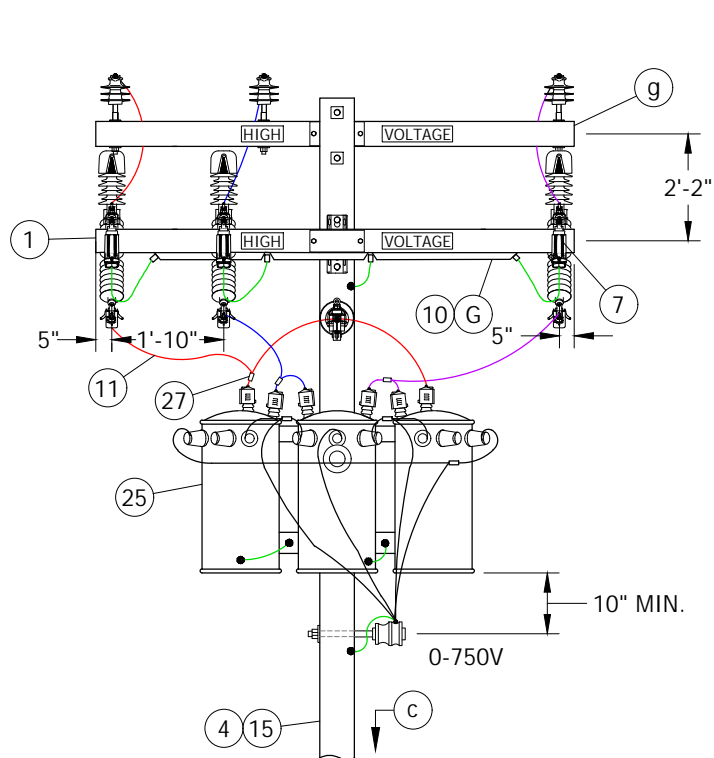 g
HIGH VOLTAGE
2'-2"
1
HIGH VOLTAGE
10 G
7
5" 1'-10" 5"
11
27
25
10" MIN.
0-750V
4 15
c